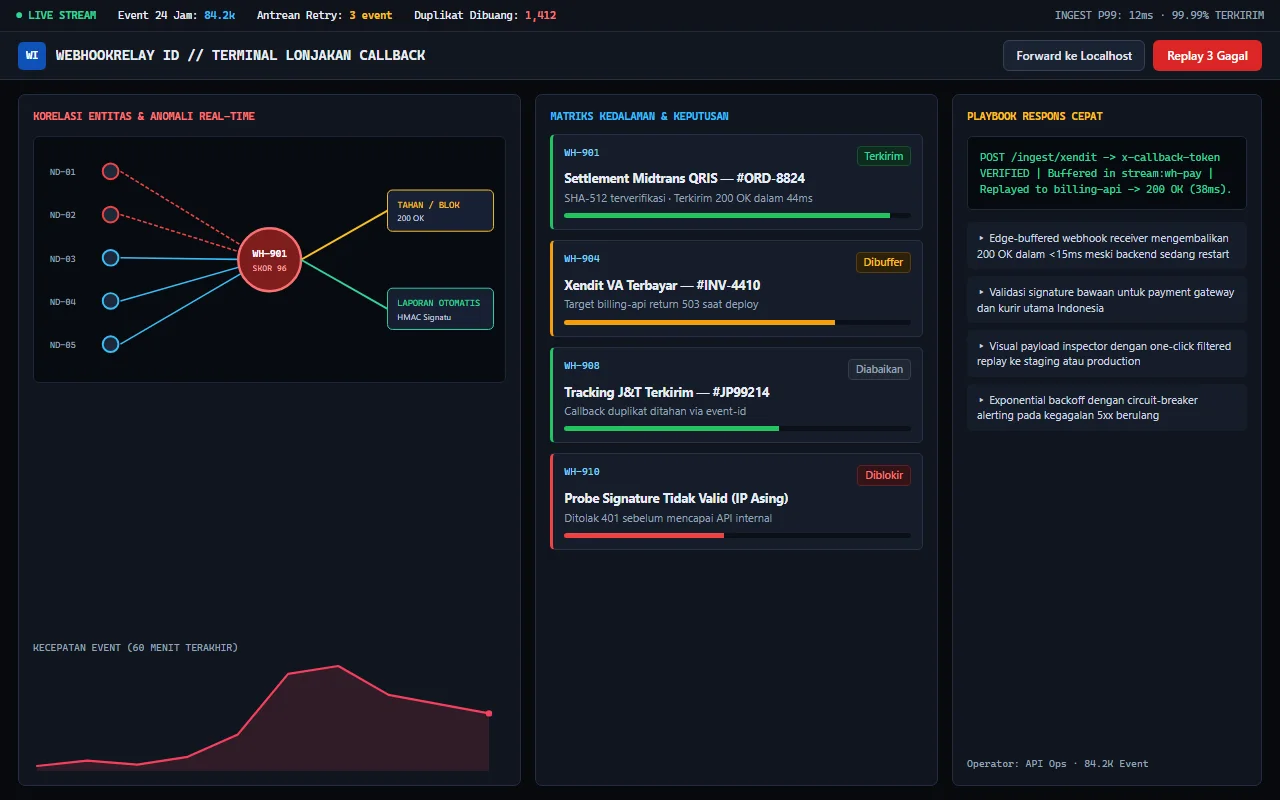 LIVE STREAM Event 24 Jam: 84.2k Antrean Retry: 3 event Duplikat Dibuang: 1,412 INGEST P99: 12ms · 99.99% TERKIRIM
WI WEBHOOKRELAY ID // TERMINAL LONJAKAN CALLBACK Forward ke Localhost Replay 3 Gagal
KORELASI ENTITAS & ANOMALI REAL-TIME
ND-01
ND-02
ND-03
ND-04
ND-05
WH-901
SKOR 96
TAHAN / BLOK
200 OK
LAPORAN OTOMATIS
HMAC Signatu
KECEPATAN EVENT (60 MENIT TERAKHIR)
MATRIKS KEDALAMAN & KEPUTUSAN
WH-901 Terkirim
Settlement Midtrans QRIS — #ORD-8824
SHA-512 terverifikasi · Terkirim 200 OK dalam 44ms
WH-904 Dibuffer
Xendit VA Terbayar — #INV-4410
Target billing-api return 503 saat deploy
WH-908 Diabaikan
Tracking J&T Terkirim — #JP99214
Callback duplikat ditahan via event-id
WH-910 Diblokir
Probe Signature Tidak Valid (IP Asing)
Ditolak 401 sebelum mencapai API internal
PLAYBOOK RESPONS CEPAT
POST /ingest/xendit -> x-callback-token
VERIFIED | Buffered in stream:wh-pay |
Replayed to billing-api -> 200 OK (38ms).
‣ Edge-buffered webhook receiver mengembalikan
200 OK dalam <15ms meski backend sedang restart
‣ Validasi signature bawaan untuk payment gateway
dan kurir utama Indonesia
‣ Visual payload inspector dengan one-click filtered
replay ke staging atau production
‣ Exponential backoff dengan circuit-breaker
alerting pada kegagalan 5xx berulang
Operator: API Ops · 84.2K Event